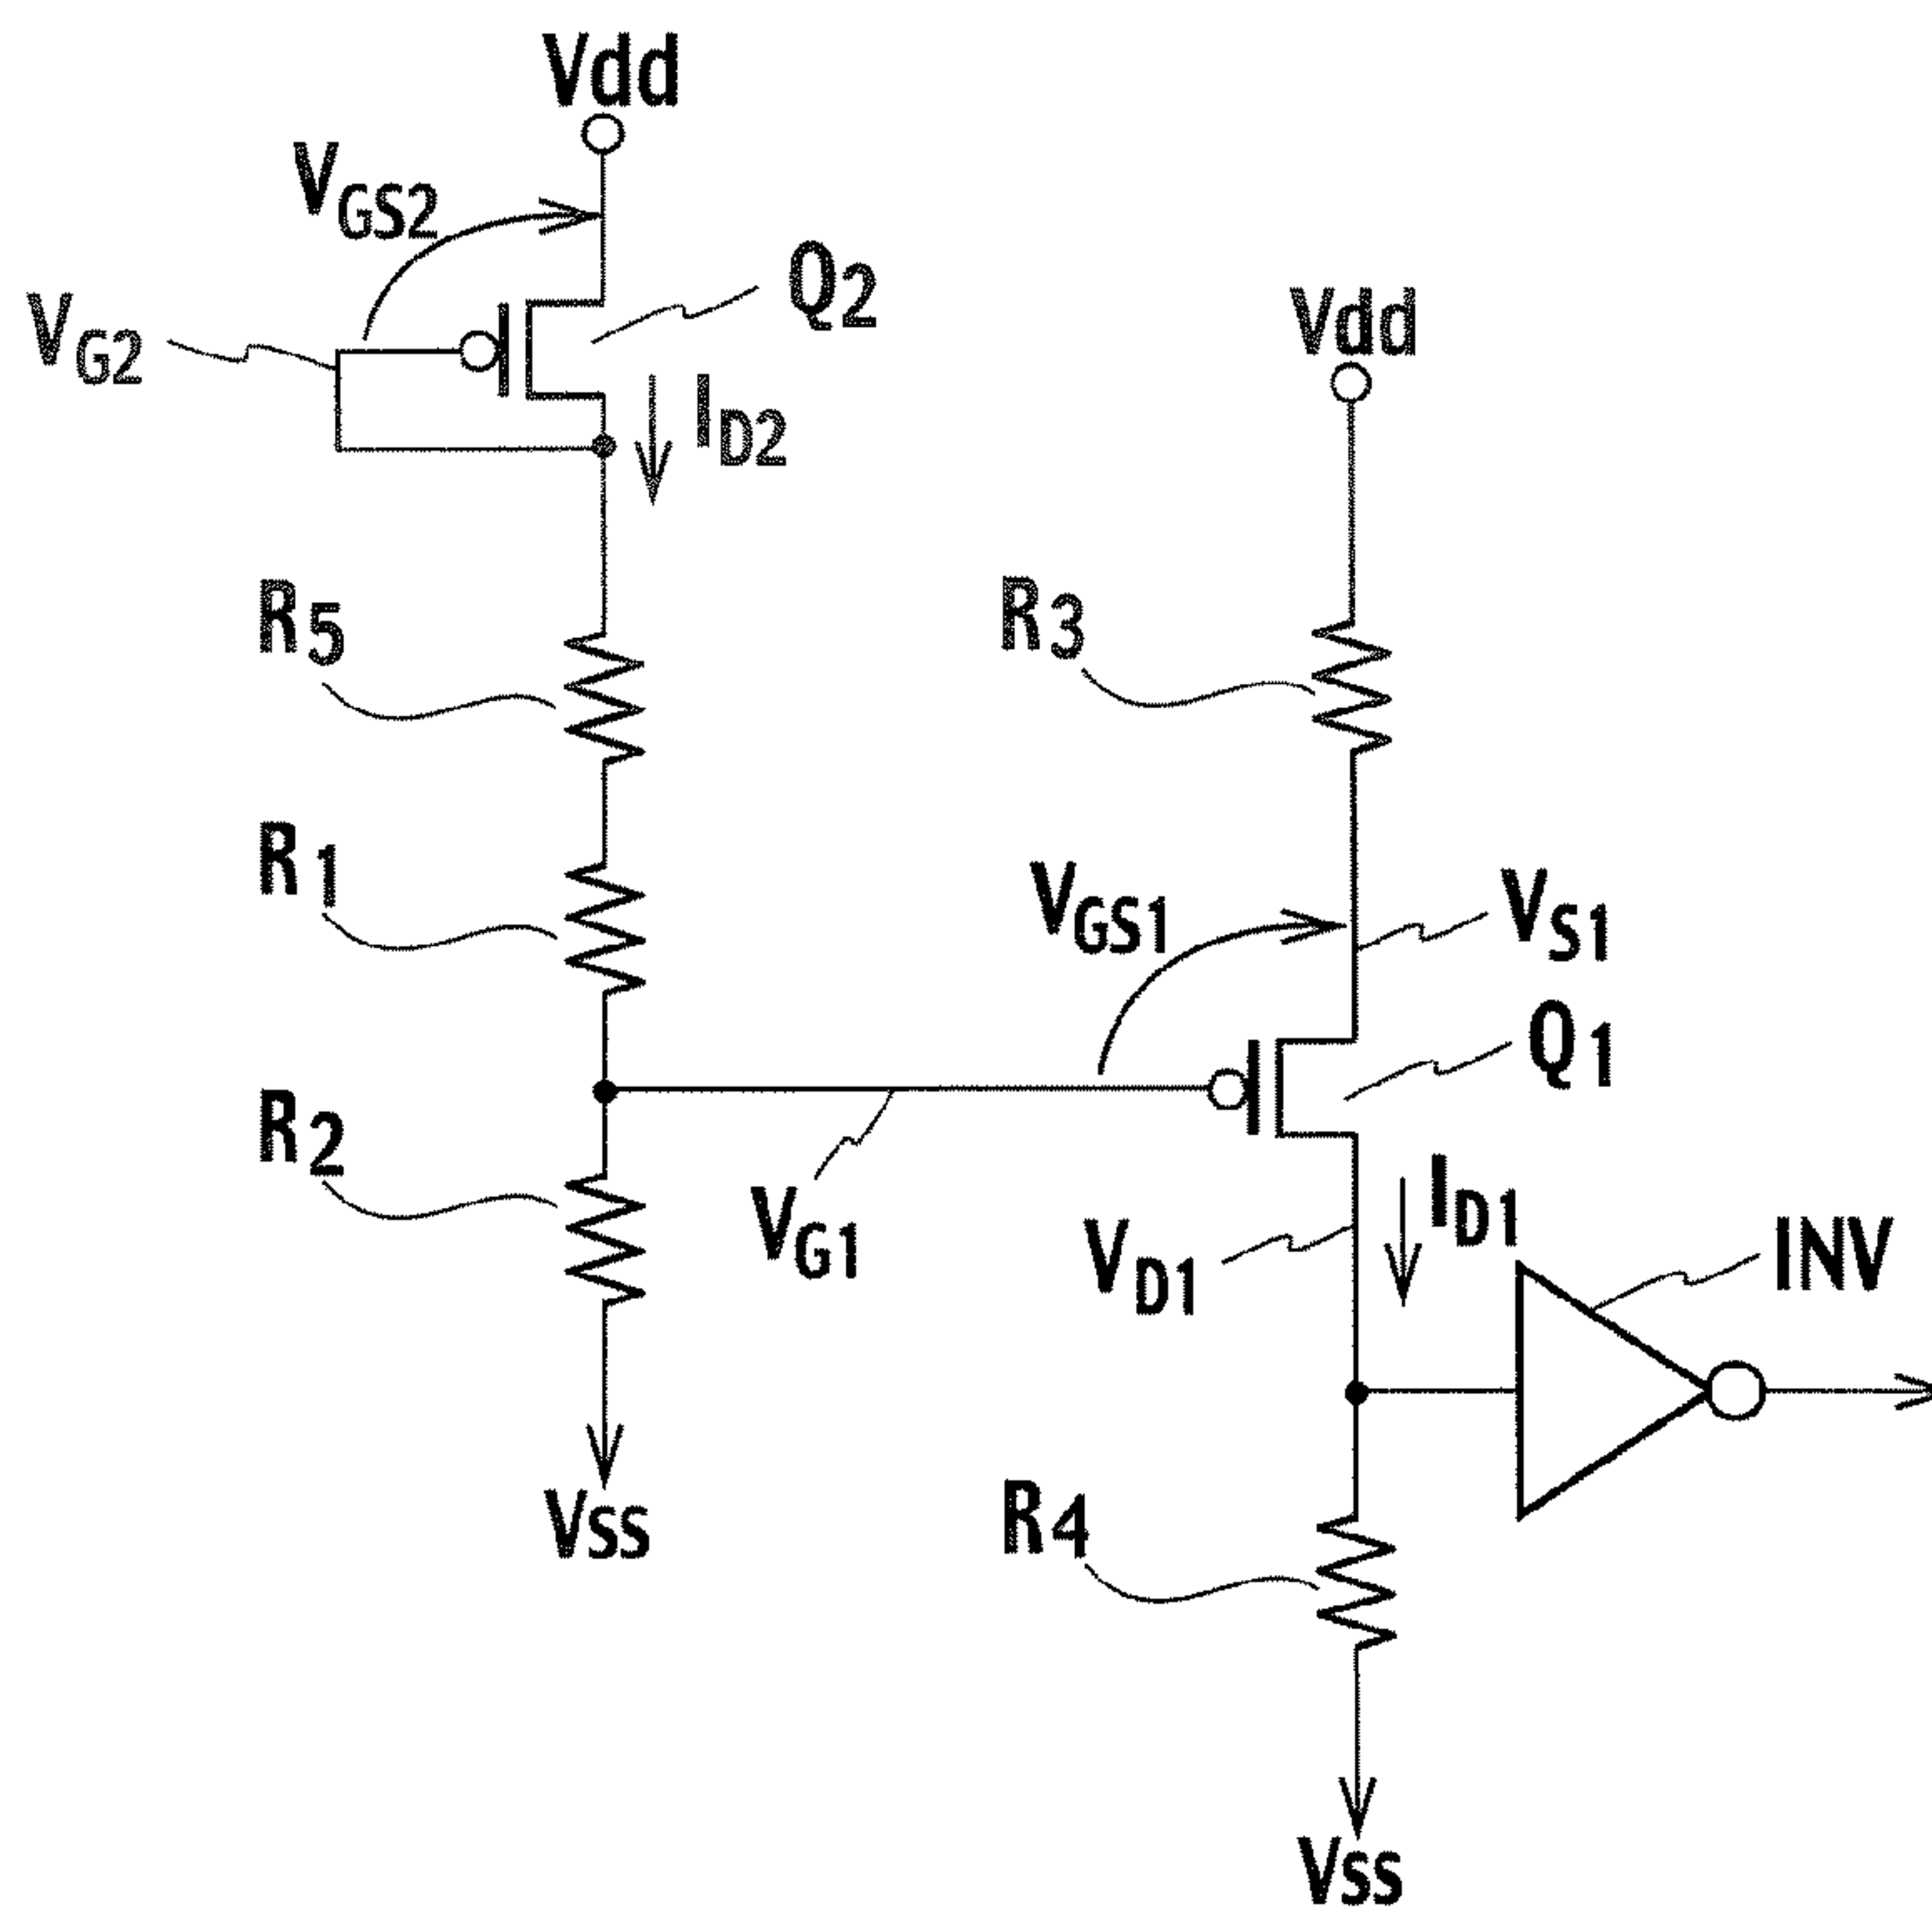 Vdd
VGS2
Q2
VG2
Vdd
ID2
R5
R3
R1
VGS1
VS1
Q1
R2
VG1
ID1
VD1
INV
Vss
R4
Vss